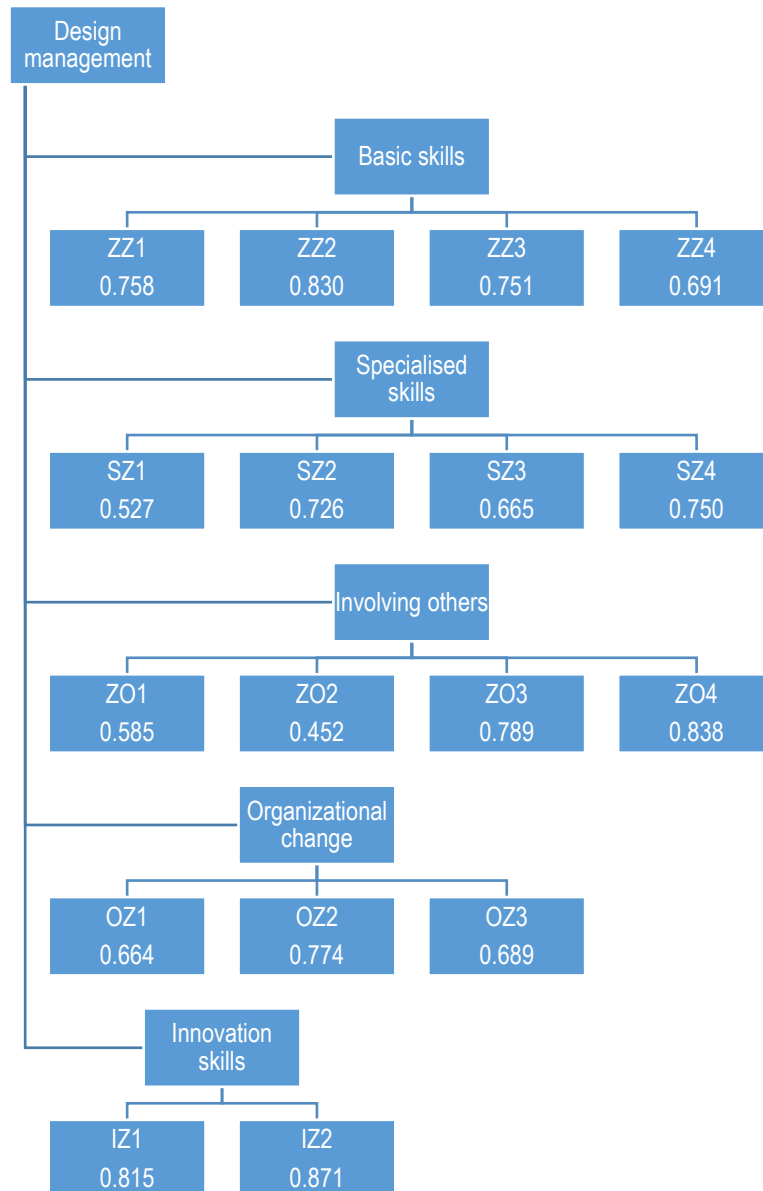 Design
management
Basic skills
ZZ1
0.758
ZZ2
0.830
ZZ3
0.751
ZZ4
0.691
Specialised
skills
SZ1
0.527
SZ2
0.726
SZ3
0.665
SZ4
0.750
Involving others
ZO1
0.585
ZO2
0.452
ZO3
0.789
ZO4
0.838
Organizational
change
OZ1
0.664
OZ2
0.774
OZ3
0.689
Innovation
skills
IZ1
0.815
IZ2
0.871